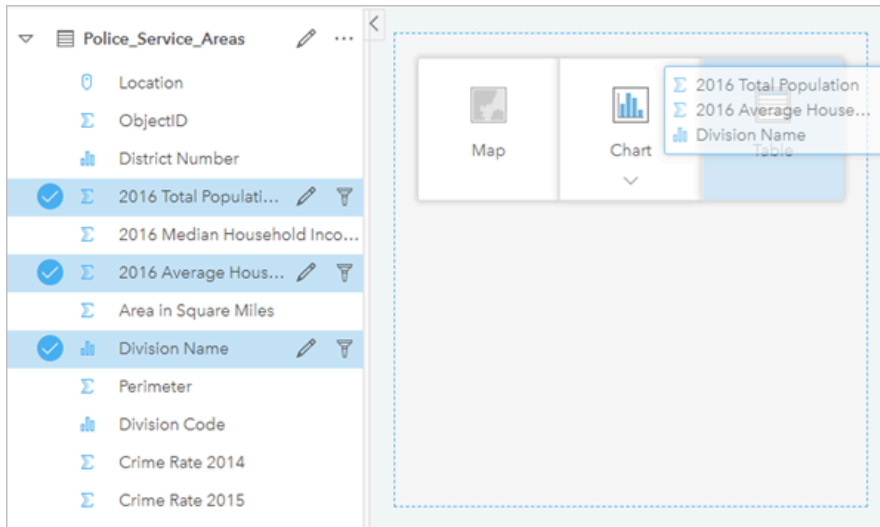 Police_Service_Areas
Location
ObjectID
District Number
2016 Total Populati...
2016 Median Household Inco...
2016 Average Hous...
Area in Square Miles
Division Name
Perimeter
Division Code
Crime Rate 2014
Crime Rate 2015
Map
Chart
2016 Total Population
2016 Average House...
Division Name
Table